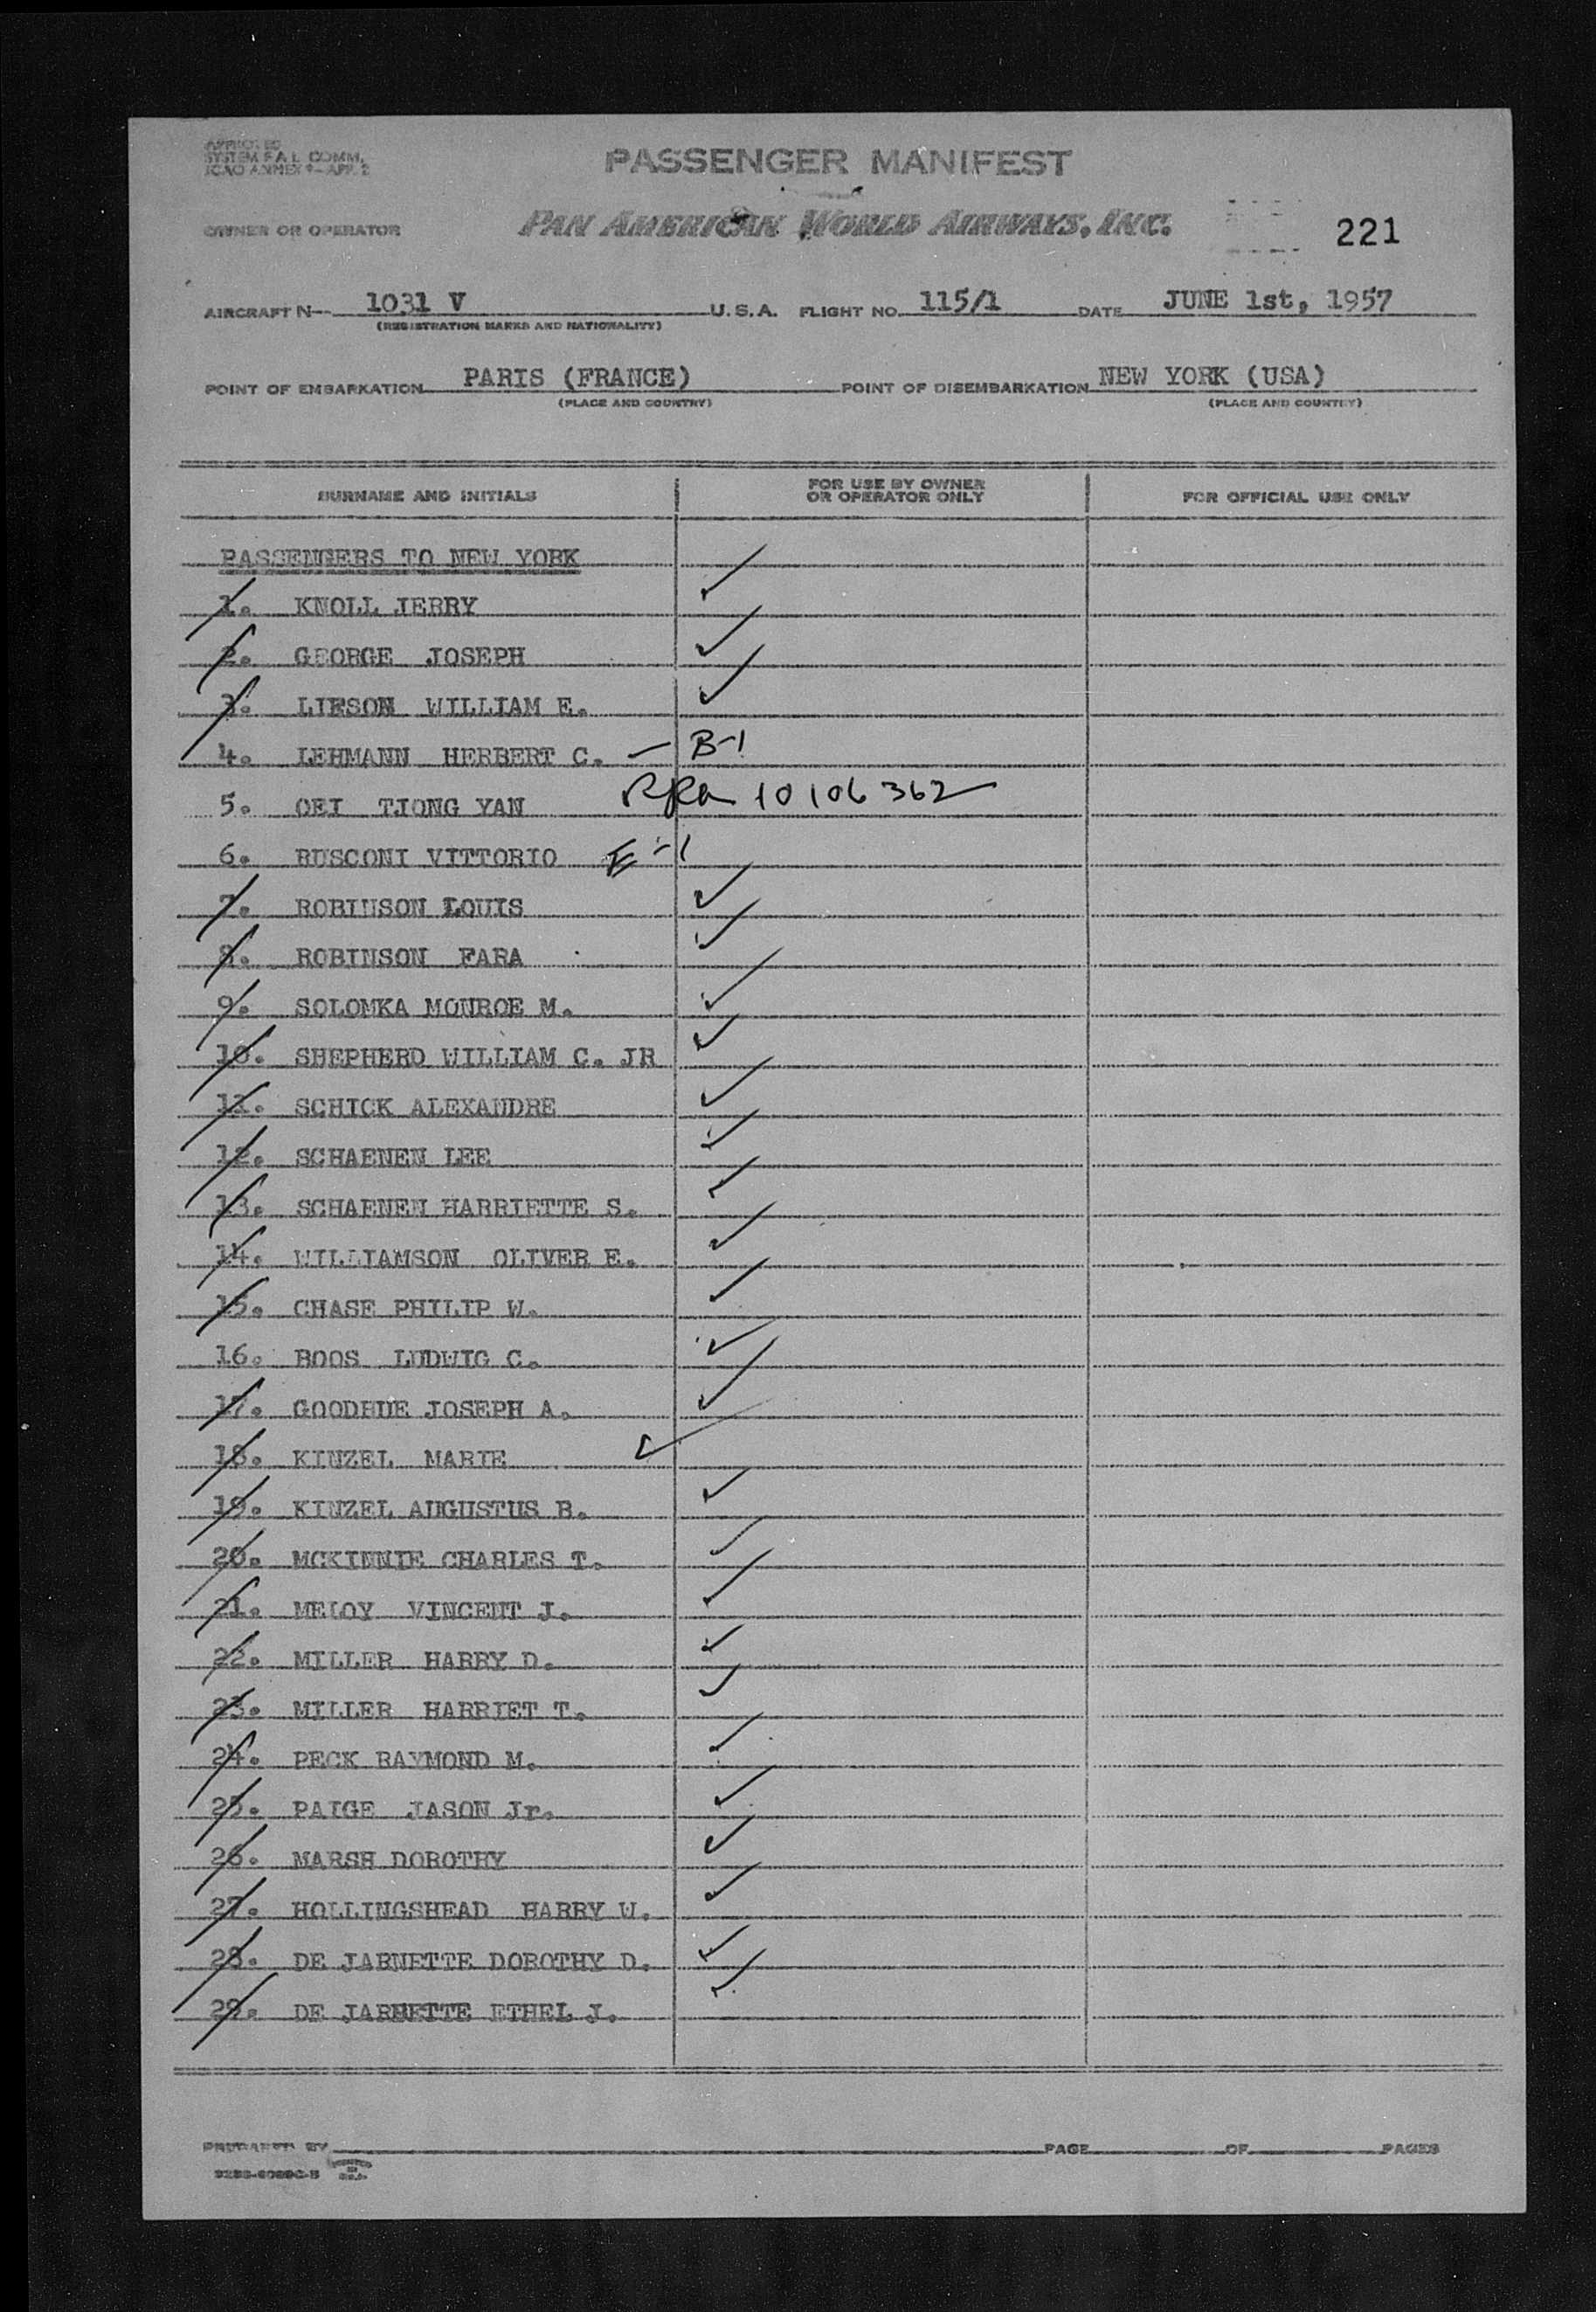 APPROVED
SYSTEM F A L COMM.
ICAO ANNEX 9-APP. 2
PASSENGER MANIFEST
OWNER OR OPERATOR
PAN AMERICAN WORLD AIRWAYS, INC.
221
AIRCRAFT N-- 1031 V U. S. A. FLIGHT NO. 115/1 DATE JUNE 1st, 1957
(REGISTRATION MARKS AND NATIONALITY)
POINT OF EMBARKATION PARIS (FRANCE) POINT OF DISEMBARKATION NEW YORK (USA)
(PLACE AND COUNTRY) (PLACE AND COUNTRY)
SURNAME AND INITIALS
FOR USE BY OWNER
OR OPERATOR ONLY
FOR OFFICIAL USE ONLY
PASSENGERS TO NEW YORK
1. KNOLL JERRY
2. GEORGE JOSEPH
3. LIESON WILLIAM E.
4. LEHMANN HERBERT C. — B-1
5. OEI TJONG YAN 10106362
6. BUSCONI VITTORIO E-1
7. ROBINSON LOUIS
8. ROBINSON FARA
9. SOLOMKA MONROE M.
10. SHEPHERD WILLIAM C. JR
11. SCHICK ALEXANDRE
12. SCHAENEN LEE
13. SCHAENEN HARRIETTE S.
14. WILLIAMSON OLIVER E.
15. CHASE PHILIP W.
16. BOOS LUDWIG C.
17. GOODHUE JOSEPH A.
18. KINZEL MARIE
19. KINZEL AUGUSTUS B.
20. MCKINNIE CHARLES T.
21. MELOY VINCENT J.
22. MILLER HARRY D.
23. MILLER HARRIET T.
24. PECK RAYMOND M.
25. PAIGE JASON Jr.
26. MARSH DOROTHY
27. HOLLINGSHEAD HARRY W.
28. DE JARNETTE DOROTHY D.
29. DE JARNETTE ETHEL J.
PREPARED BY PAGE OF PAGES